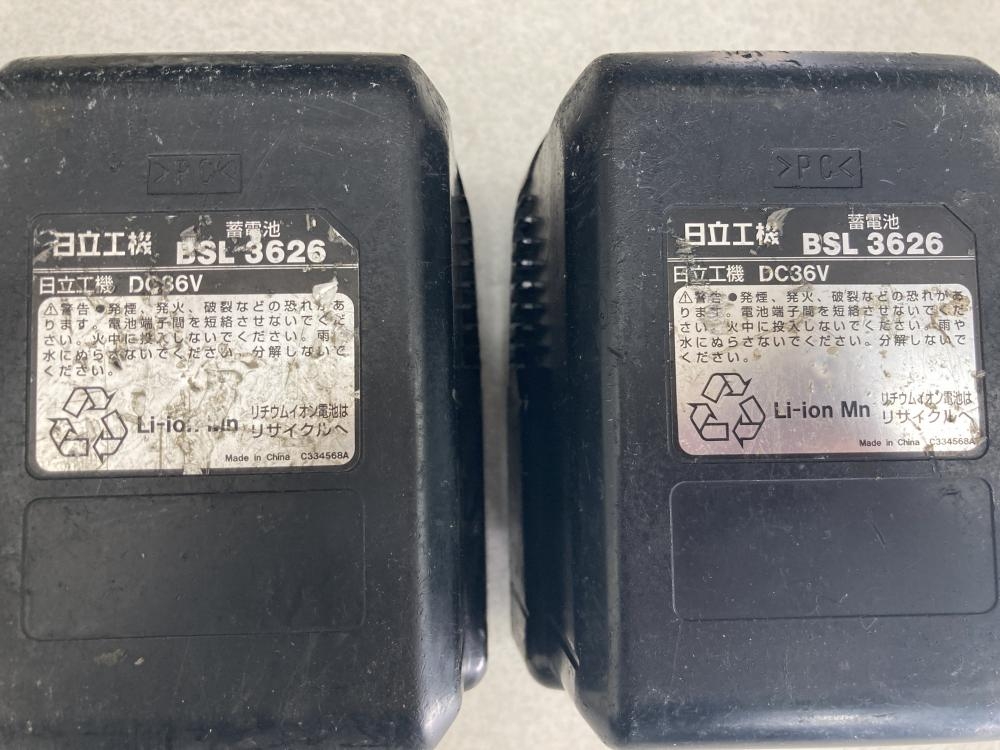 >PC<
日立工機
蓄電池
BSL 3626
日立工機 DC36V
⚠警告 ●発煙、発火、破裂などの恐れがあ
ります。電池端子間を短絡させないでくだ
さい。火中に投入しないでください。雨や
水にぬらさないでください。分解しないで
ください。
Li-ion Mn
リチウムイオン電池は
リサイクルへ
Made in China C334568A
>PC<
日立工機
蓄電池
BSL 3626
日立工機 DC36V
⚠警告 ●発煙、発火、破裂などの恐れがあ
ります。電池端子間を短絡させないでくだ
さい。火中に投入しないでください。雨や
水にぬらさないでください。分解しないで
ください。
Li-ion Mn
リチウムイオン電池は
リサイクルへ
Made in China C334568A